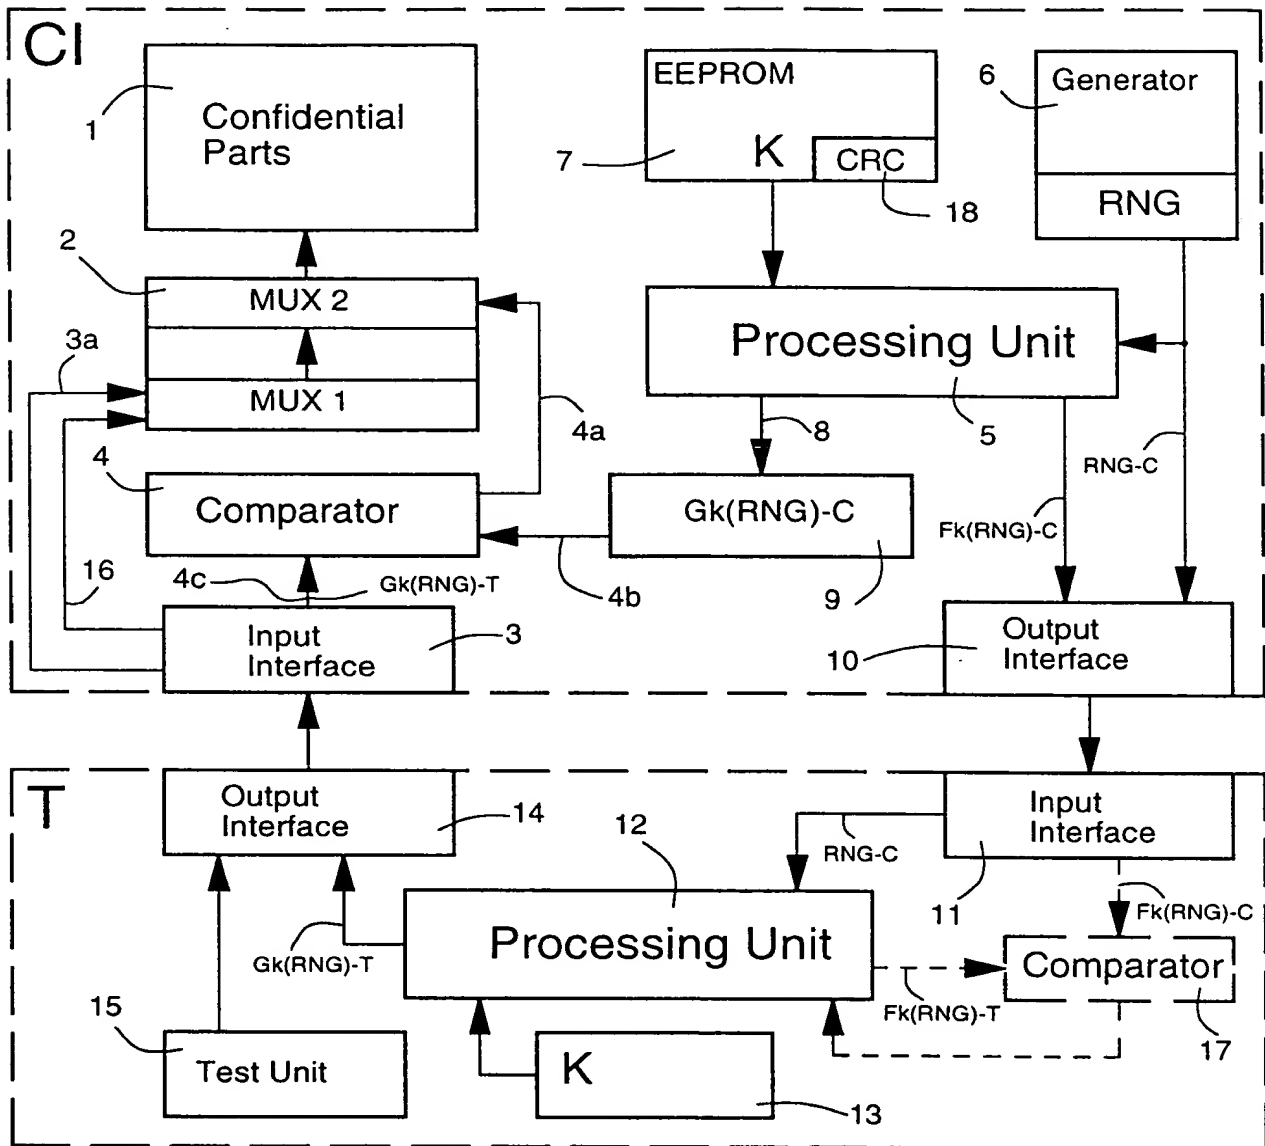 CI
1
Confidential
Parts
EEPROM
K
CRC
7
18
6
Generator
RNG
2
MUX 2
MUX 1
3a
4a
Processing Unit
5
8
RNG-C
Fk(RNG)-C
4
Comparator
Gk(RNG)-C
9
4b
16
4c
Gk(RNG)-T
Input
Interface
3
10
Output
Interface
T
Output
Interface
14
12
RNG-C
Input
Interface
11
Fk(RNG)-C
Processing Unit
Gk(RNG)-T
Comparator
Fk(RNG)-T
17
15
Test Unit
K
13